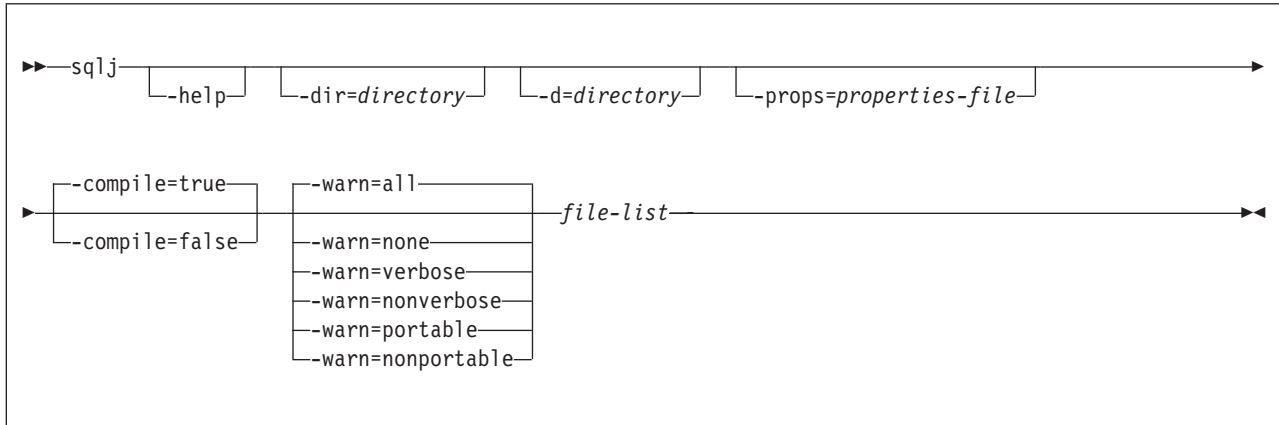 sqlj
-help -dir=directory -d=directory -props=properties-file
-compile=true -warn=all
file-list
-compile=false -warn=none
-warn=verbose
-warn=nonverbose
-warn=portable
-warn=nonportable